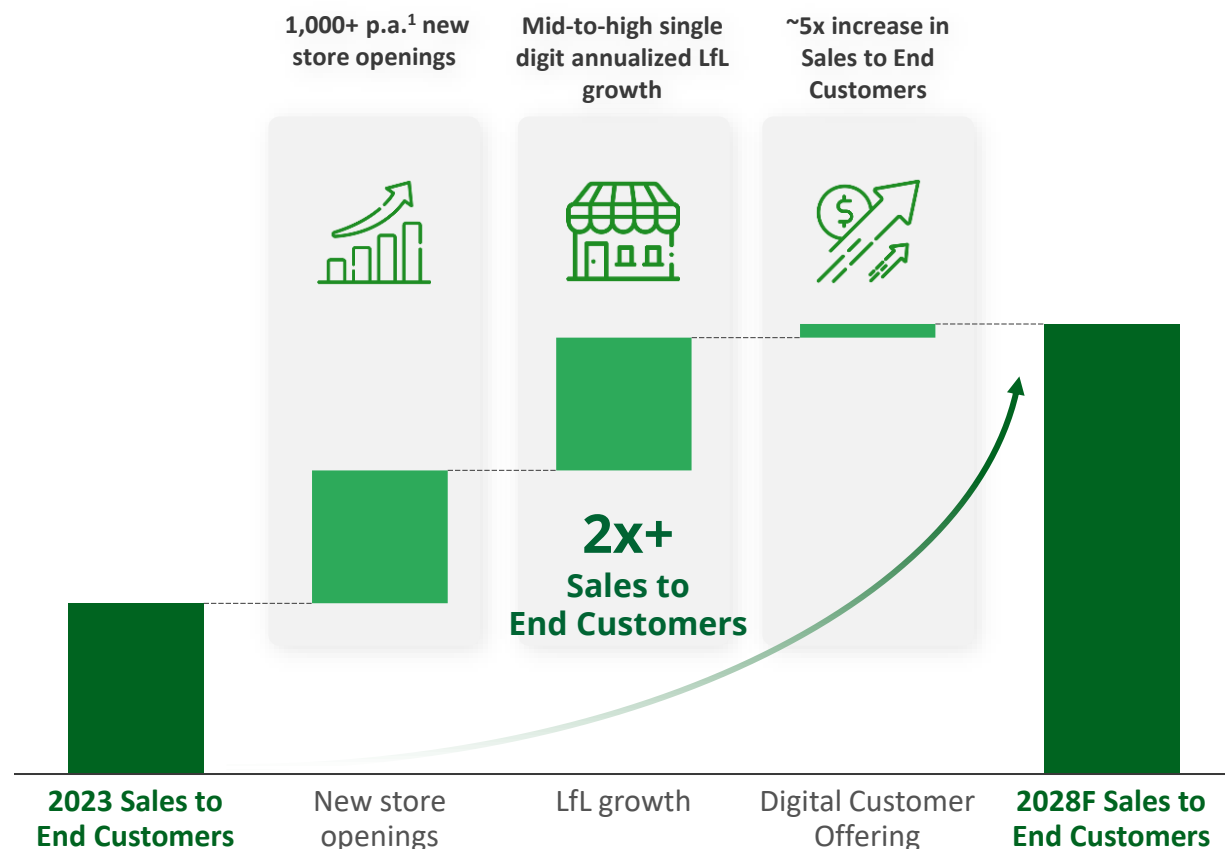 1,000+ p.a.¹ new
store openings
Mid-to-high single
digit annualized LfL
growth
~5x increase in
Sales to End
Customers
$
2x+
Sales to
End Customers
2023 Sales to
End Customers
New store
openings
LfL growth
Digital Customer
Offering
2028F Sales to
End Customers